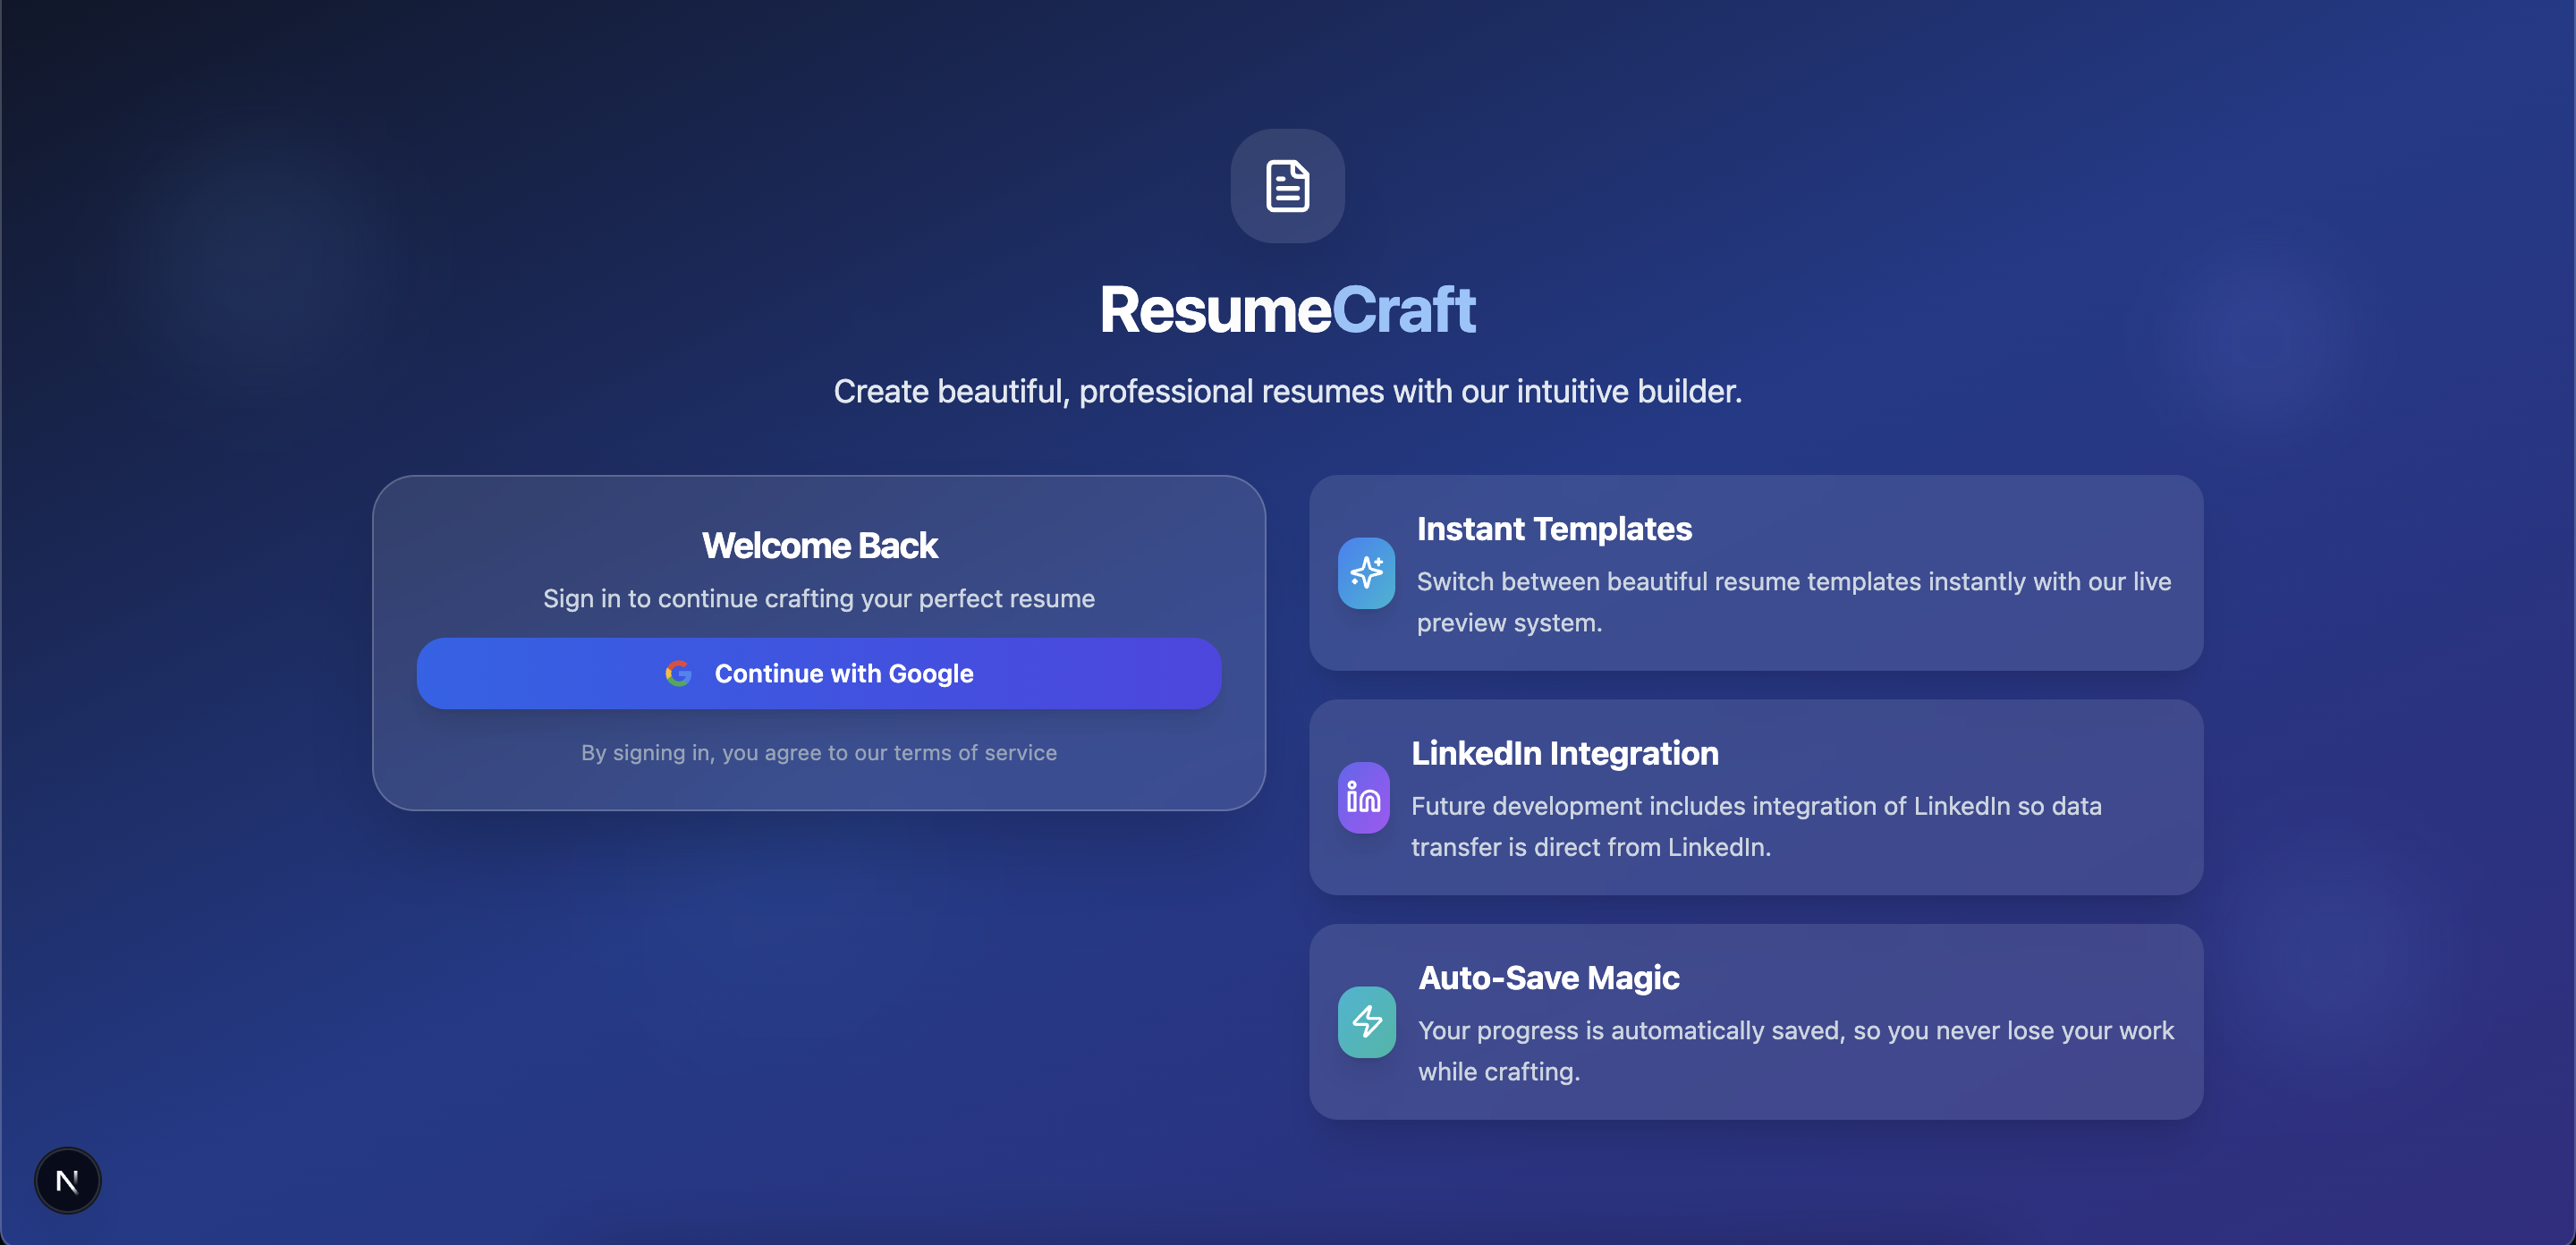 ResumeCraft
Create beautiful, professional resumes with our intuitive builder.
Welcome Back
Sign in to continue crafting your perfect resume
Continue with Google
By signing in, you agree to our terms of service
Instant Templates
Switch between beautiful resume templates instantly with our live
preview system.
LinkedIn Integration
Future development includes integration of LinkedIn so data
transfer is direct from LinkedIn.
Auto-Save Magic
Your progress is automatically saved, so you never lose your work
while crafting.
N